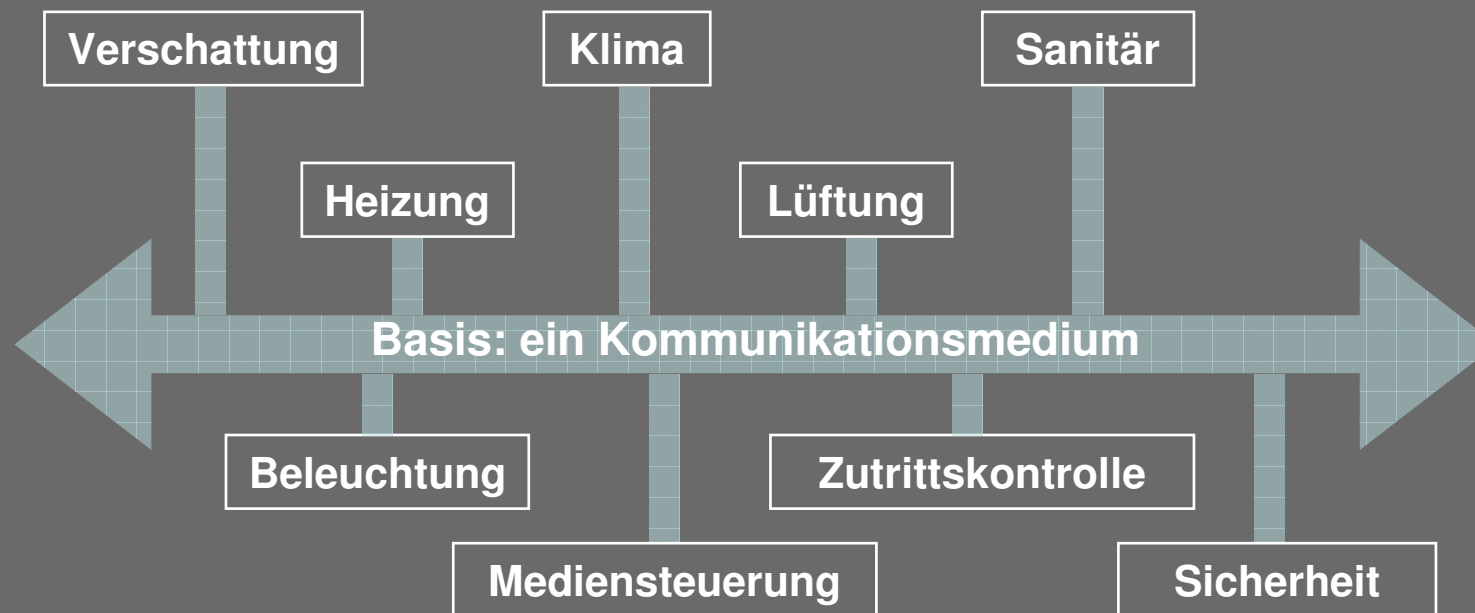 Verschattung
Klima
Sanitär
Heizung
Lüftung
Basis: ein Kommunikationsmedium
Beleuchtung
Zutrittskontrolle
Mediensteuerung
Sicherheit